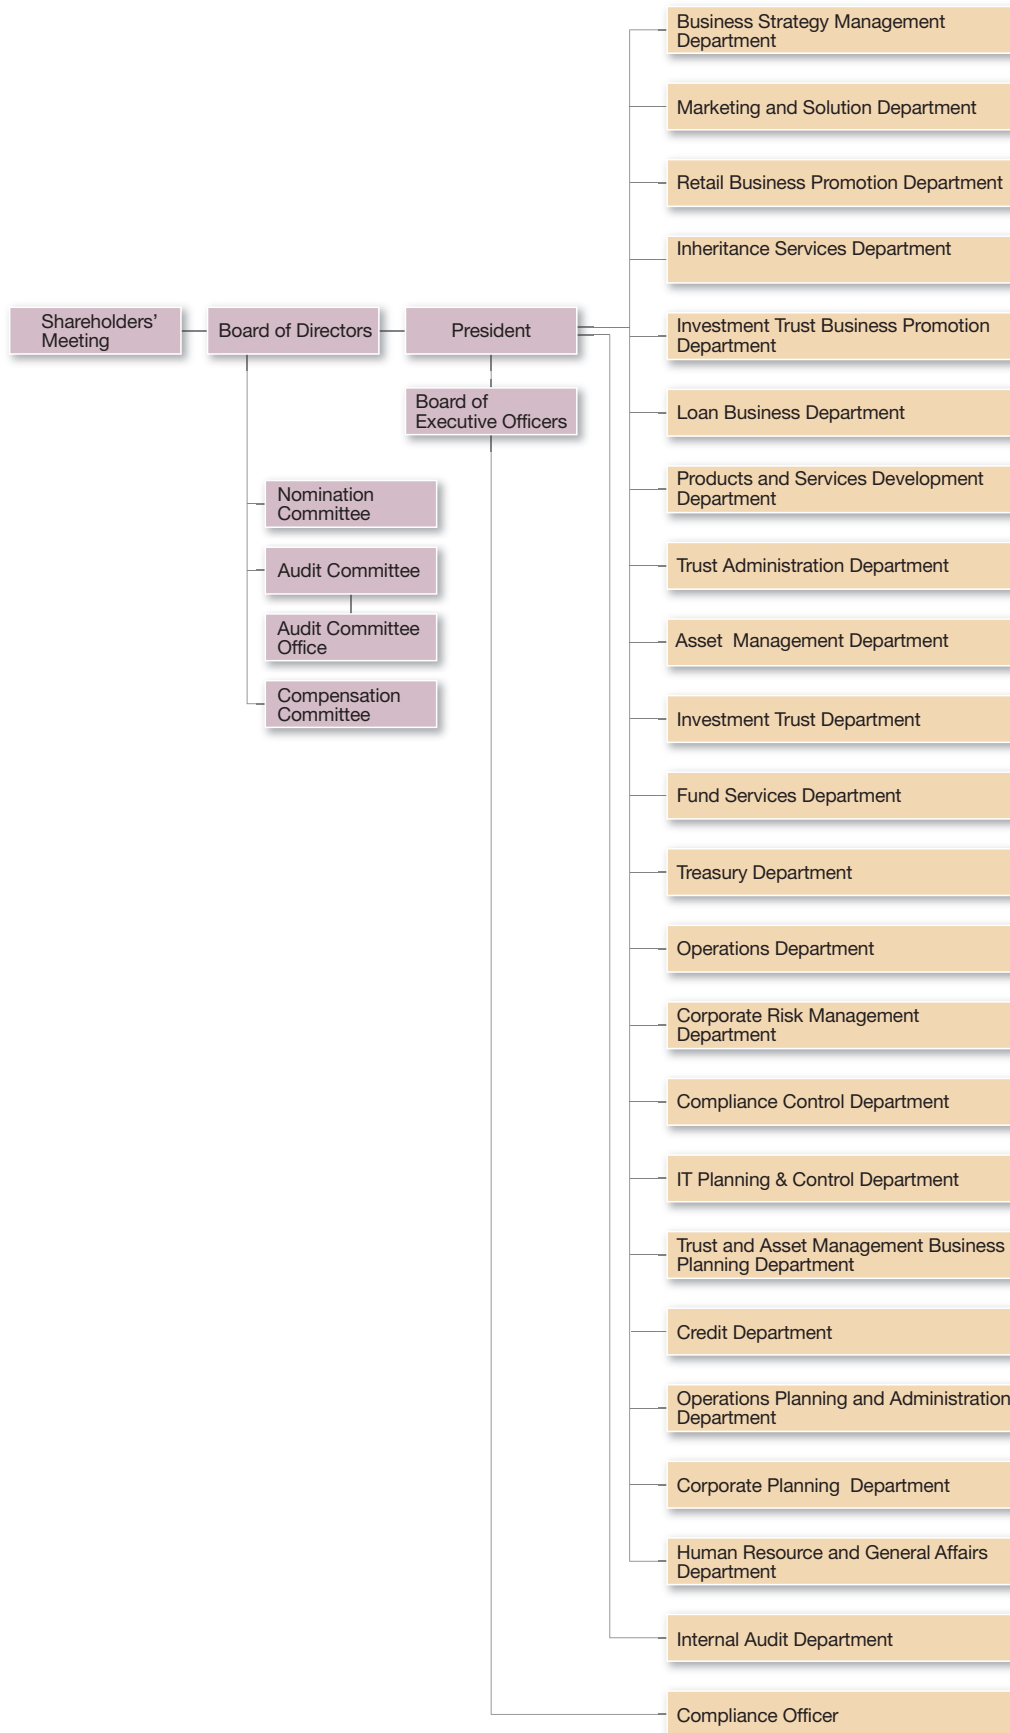 Business Strategy Management
Department
Marketing and Solution Department
Retail Business Promotion Department
Inheritance Services Department
Shareholders'
Meeting
Board of Directors
President
Investment Trust Business Promotion
Department
Board of
Executive Officers
Loan Business Department
Nomination
Committee
Products and Services Development
Department
Audit Committee
Trust Administration Department
Audit Committee
Office
Asset  Management Department
Compensation
Committee
Investment Trust Department
Fund Services Department
Treasury Department
Operations Department
Corporate Risk Management
Department
Compliance Control Department
IT Planning & Control Department
Trust and Asset Management Business
Planning Department
Credit Department
Operations Planning and Administration
Department
Corporate Planning  Department
Human Resource and General Affairs
Department
Internal Audit Department
Compliance Officer